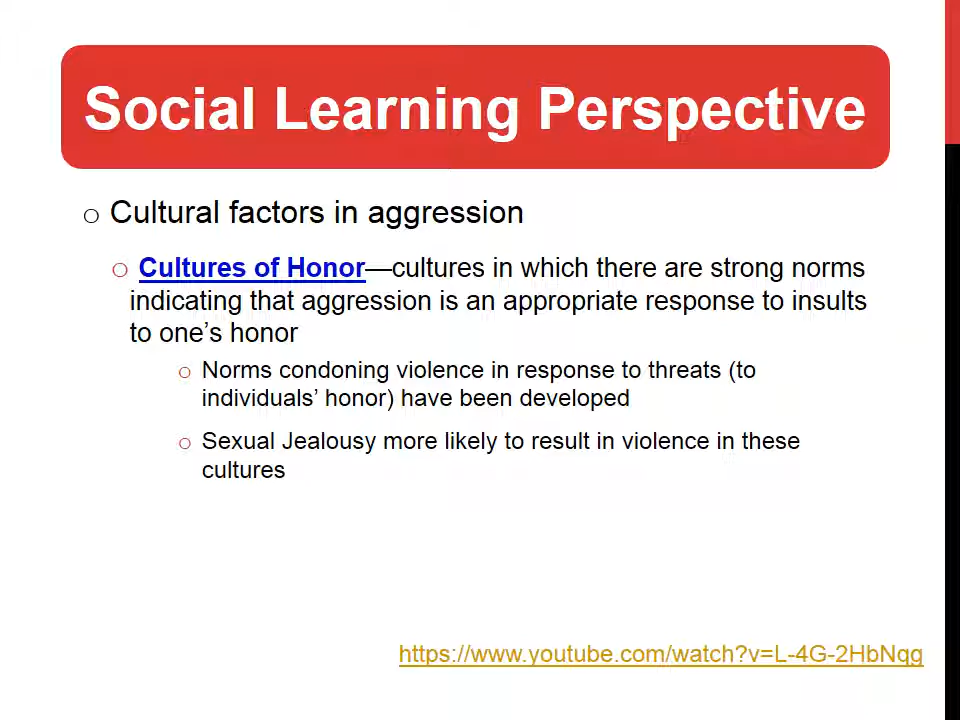 Social Learning Perspective
o Cultural factors in aggression
o Cultures of Honor—cultures in which there are strong norms
indicating that aggression is an appropriate response to insults
to one’s honor
o Norms condoning violence in response to threats (to
individuals’ honor) have been developed
o Sexual Jealousy more likely to result in violence in these
cultures
https://www.youtube.com/watch?v=L-4G-2HbNqg